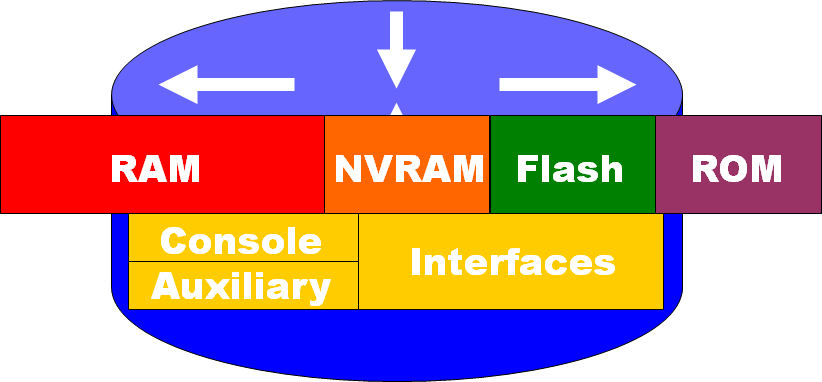 RAM
NVRAM
Flash
ROM
Console
Auxiliary
Interfaces